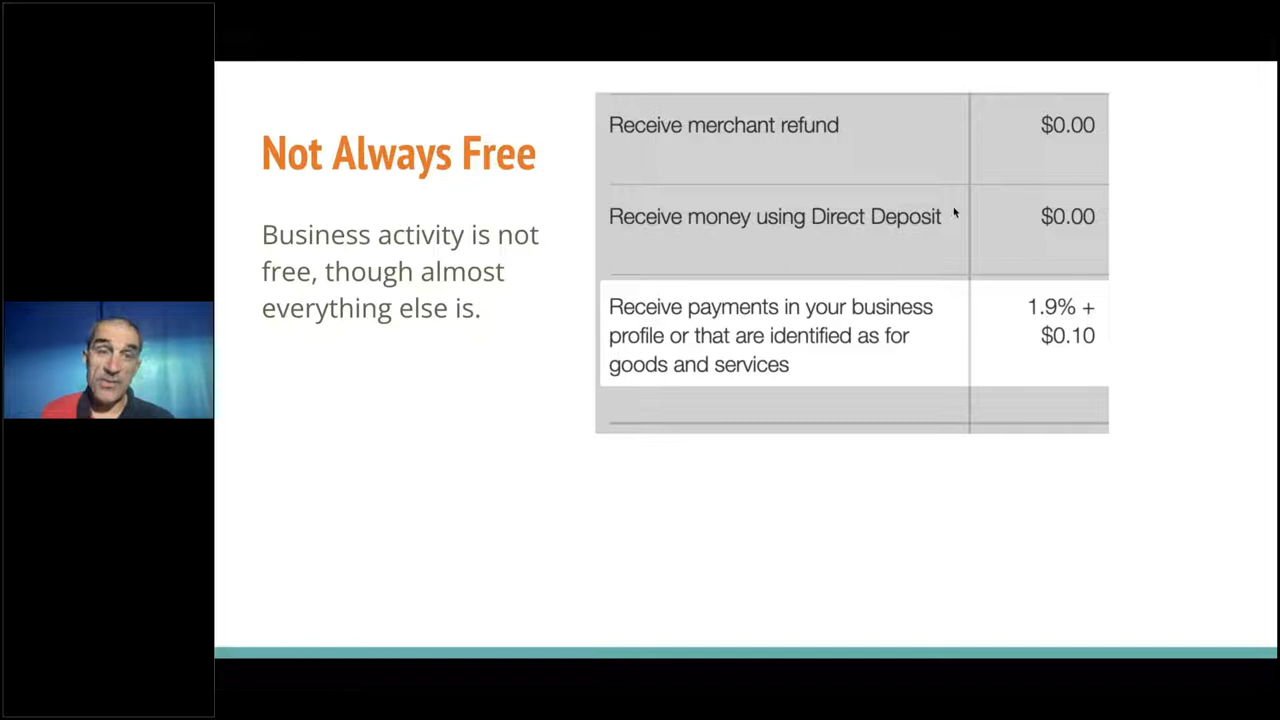 Not Always Free
Business activity is not
free, though almost
everything else is.
Receive merchant refund $0.00
Receive money using Direct Deposit $0.00
Receive payments in your business 1.9% +
profile or that are identified as for $0.10
goods and services